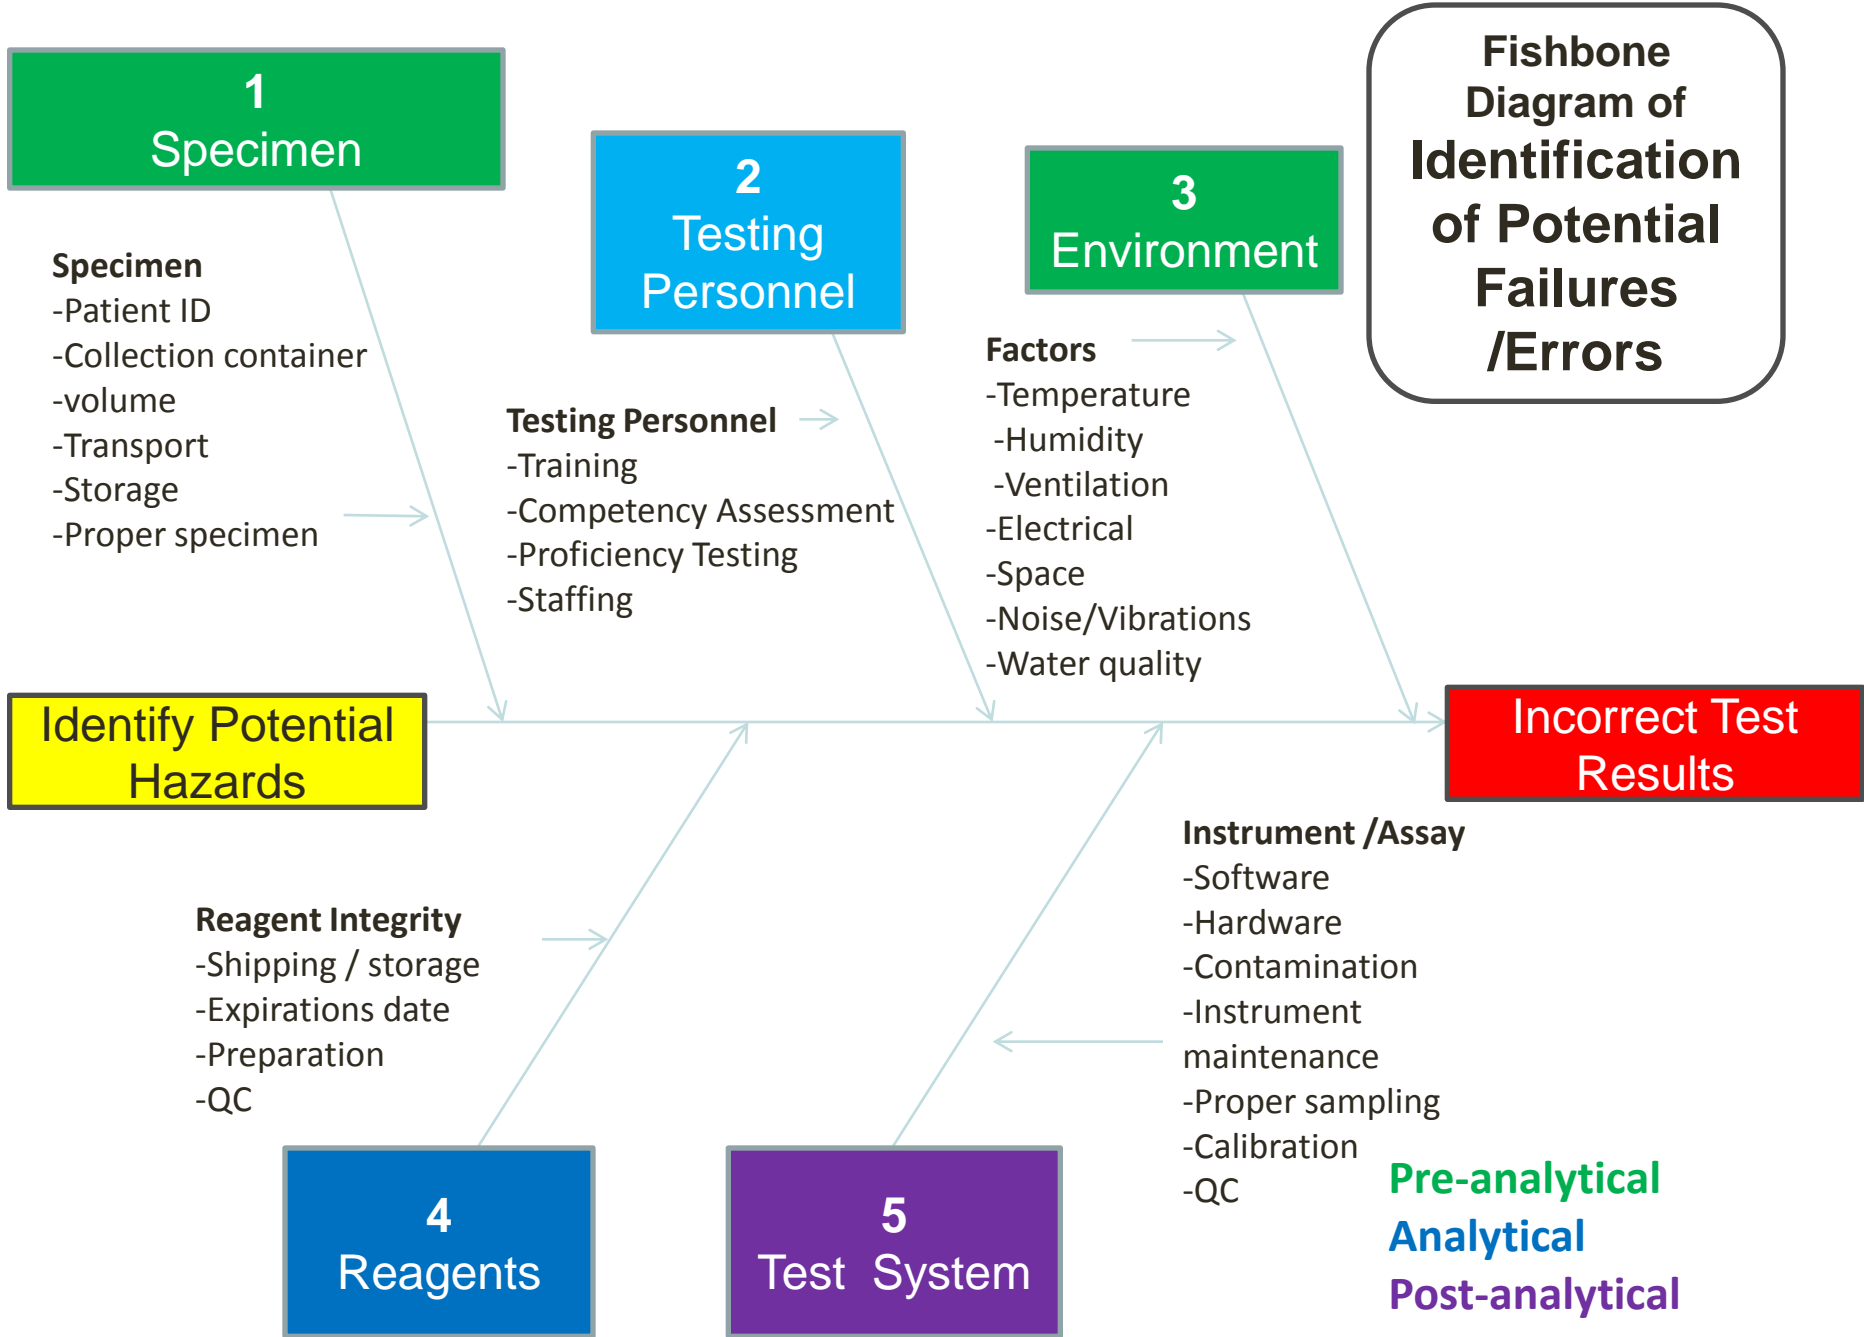 1
Specimen
Specimen
-Patient ID
-Collection container
-volume
-Transport
-Storage
-Proper specimen
2
Testing
Personnel
Testing Personnel
-Training
-Competency Assessment
-Proficiency Testing
-Staffing
3
Environment
Factors
-Temperature
-Humidity
-Ventilation
-Electrical
-Space
-Noise/Vibrations
-Water quality
Fishbone
Diagram of
Identification
of Potential
Failures
/Errors
Identify Potential
Hazards
Incorrect Test
Results
Reagent Integrity
-Shipping / storage
-Expirations date
-Preparation
-QC
4
Reagents
5
Test System
Instrument /Assay
-Software
-Hardware
-Contamination
-Instrument
maintenance
-Proper sampling
-Calibration
-QC
Pre-analytical
Analytical
Post-analytical